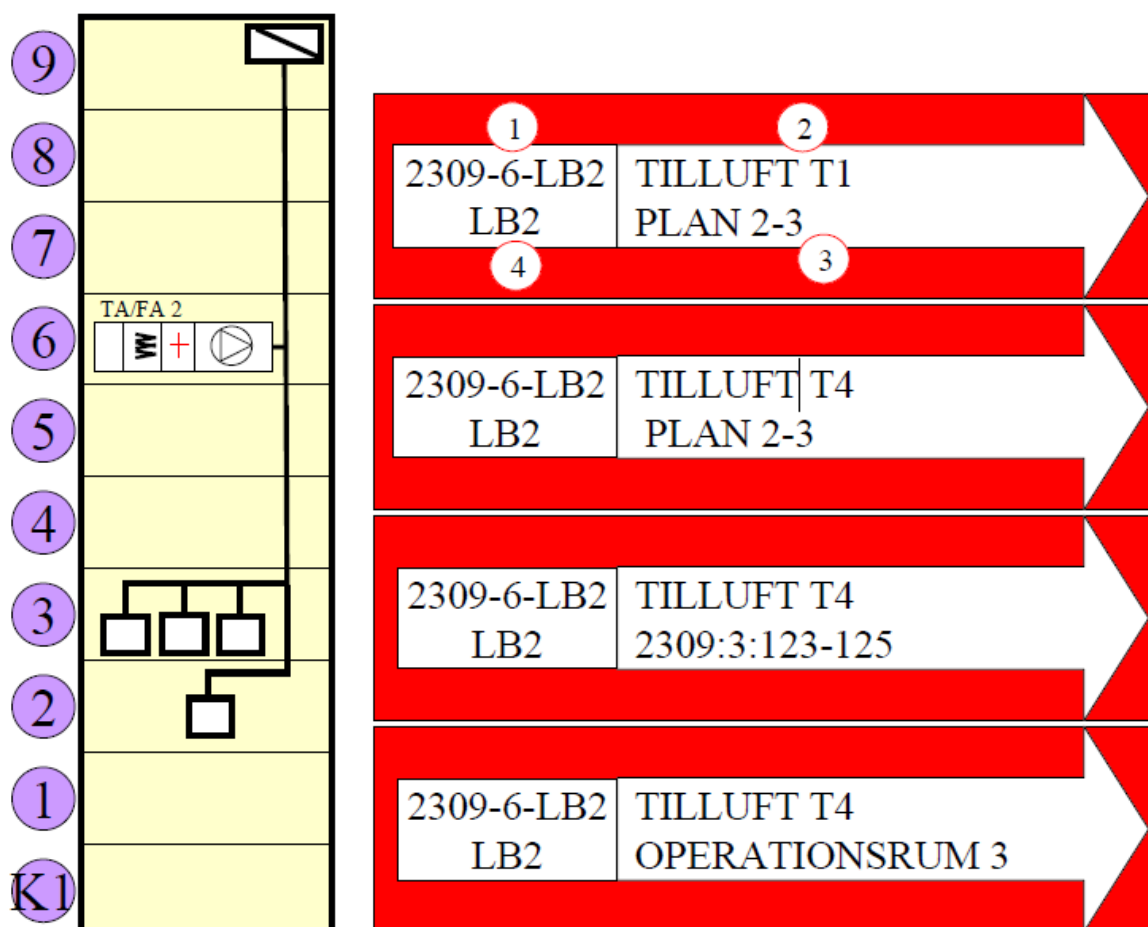 9
8
7
6
5
4
3
2
1
K1
TA/FA 2
1
2
2309-6-LB2
TILLUFT T1
LB2
PLAN 2-3
4
3
2309-6-LB2
TILLUFT T4
LB2
PLAN 2-3
2309-6-LB2
TILLUFT T4
LB2
2309:3:123-125
2309-6-LB2
TILLUFT T4
LB2
OPERATIONSRUM 3